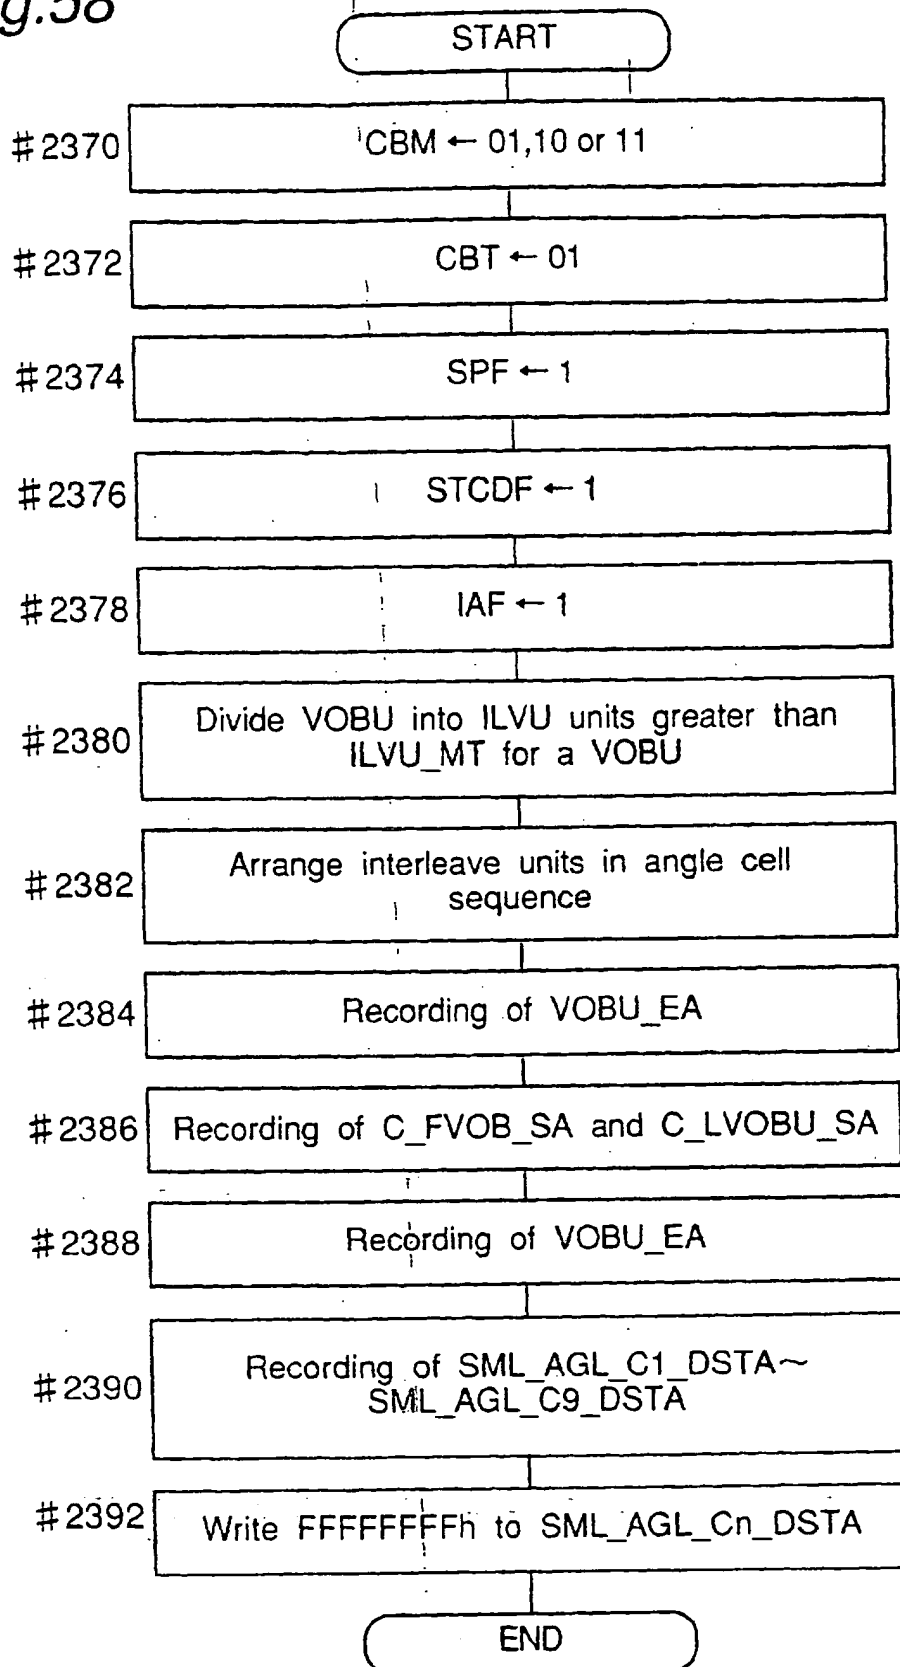 g.58
START
#2370
CBM ← 01,10 or 11
#2372
CBT ← 01
#2374
SPF ← 1
#2376
STCDF ← 1
#2378
IAF ← 1
#2380
Divide VOBU into ILVU units greater than
ILVU_MT for a VOBU
#2382
Arrange interleave units in angle cell
sequence
#2384
Recording of VOBU_EA
#2386
Recording of C_FVOB_SA and C_LVOBU_SA
#2388
Recording of VOBU_EA
#2390
Recording of SML_AGL_C1_DSTA~
SML_AGL_C9_DSTA
#2392
Write FFFFFFFFh to SML_AGL_Cn_DSTA
END